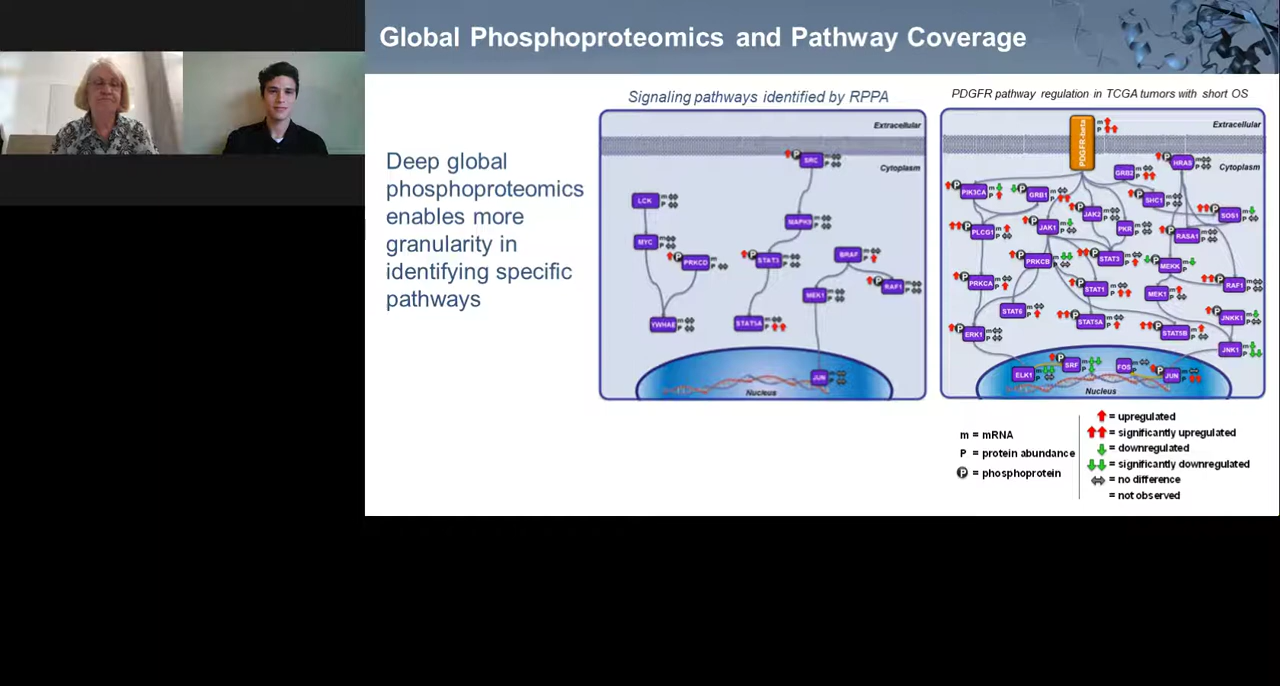 Global Phosphoproteomics and Pathway Coverage
Deep global
phosphoproteomics
enables more
granularity in
identifying specific
pathways
Signaling pathways identified by RPPA
Extracellular
Cytoplasm
SRC
LCK
MAPK9
MYC
PRKCD
STAT3
BRAF
RAF1
MEK1
YWHAE
STAT5A
JUN
Nucleus
PDGFR pathway regulation in TCGA tumors with short OS
Extracellular
PDGFR-beta
Cytoplasm
HRAS
GRB2
PIK3CA
GRB1
SHC1
JAK2
SOS1
PLCG1
JAK1
PKR
RASA1
PRKCB
STAT3
MEKK
PRKCA
STAT1
MEK1
RAF1
STAT6
STAT5A
JNKK1
ERK1
STAT5B
JNK1
ELK1
SRF
FOS
JUN
Nucleus
m = mRNA
P = protein abundance
P = phosphoprotein
= upregulated
= significantly upregulated
= downregulated
= significantly downregulated
= no difference
= not observed